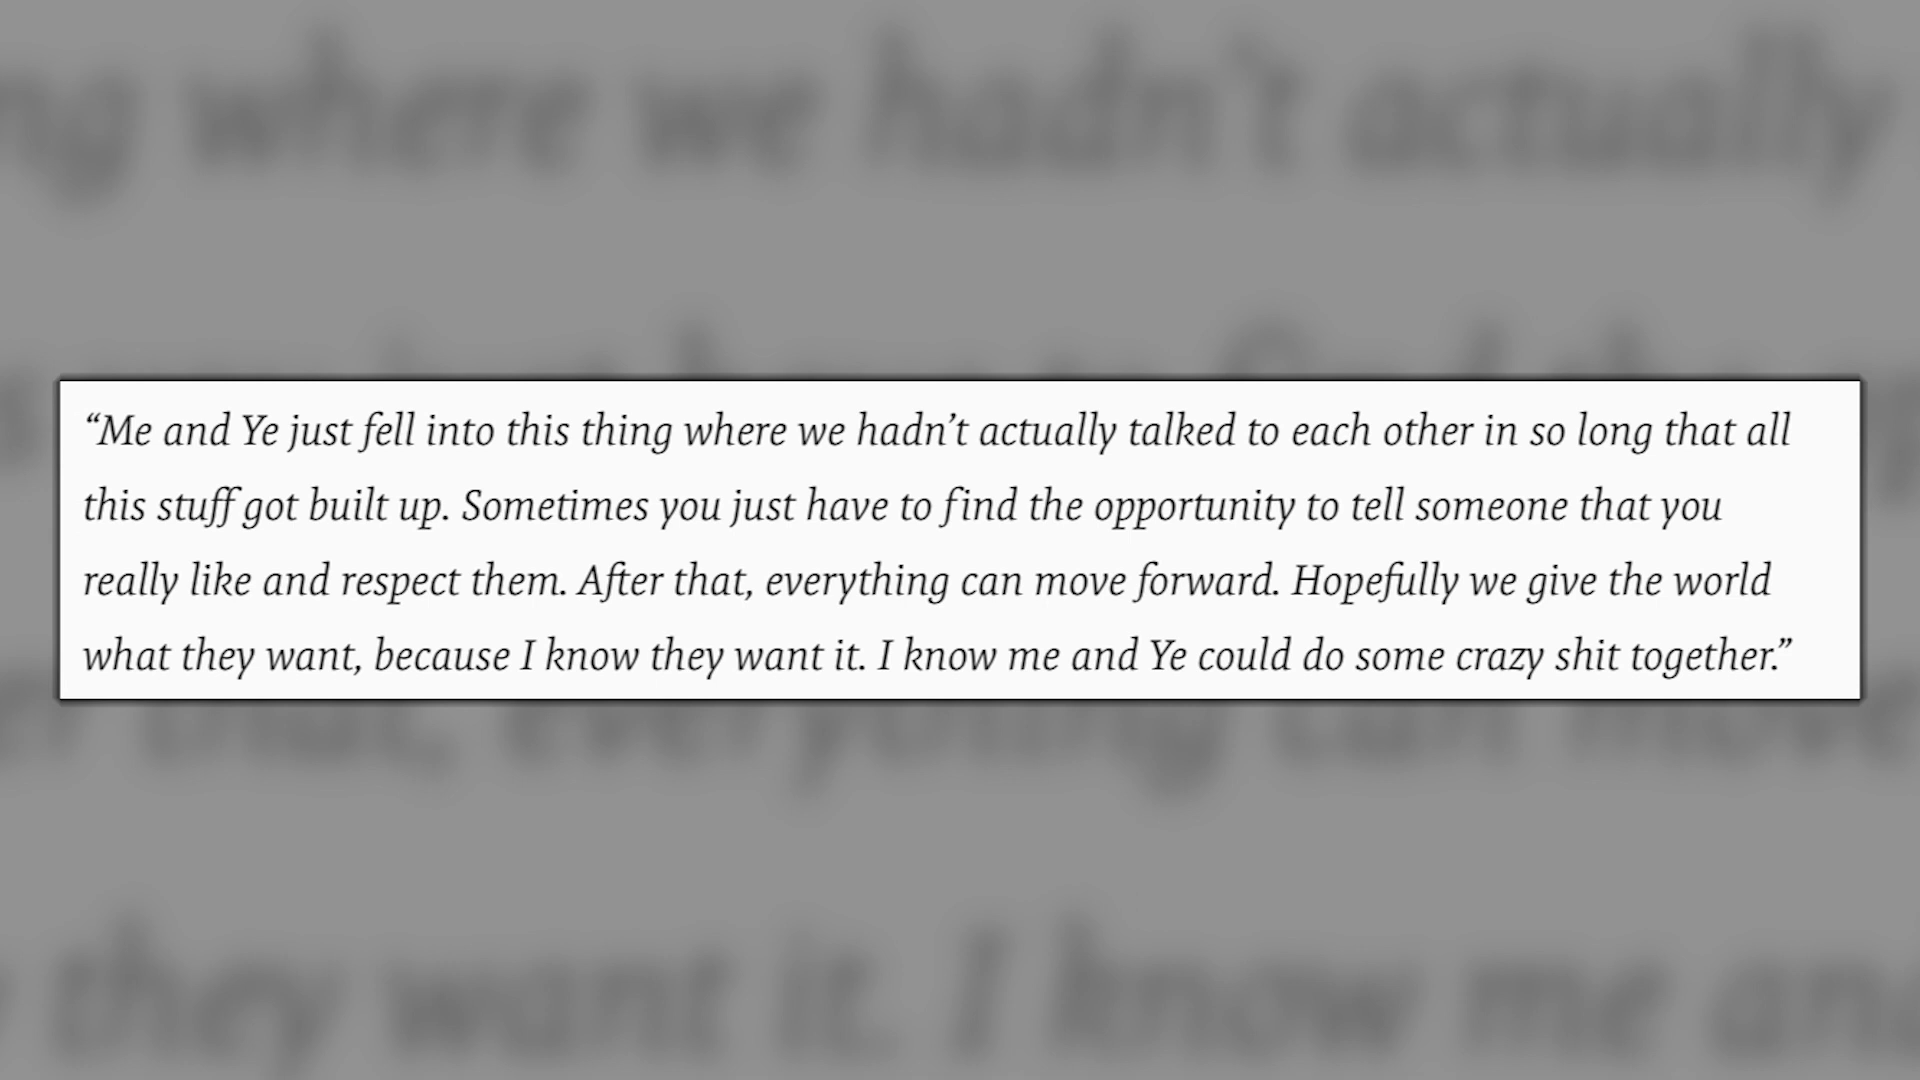 “Me and Ye just fell into this thing where we hadn’t actually talked to each other in so long that all
this stuff got built up. Sometimes you just have to find the opportunity to tell someone that you
really like and respect them. After that, everything can move forward. Hopefully we give the world
what they want, because I know they want it. I know me and Ye could do some crazy shit together.”